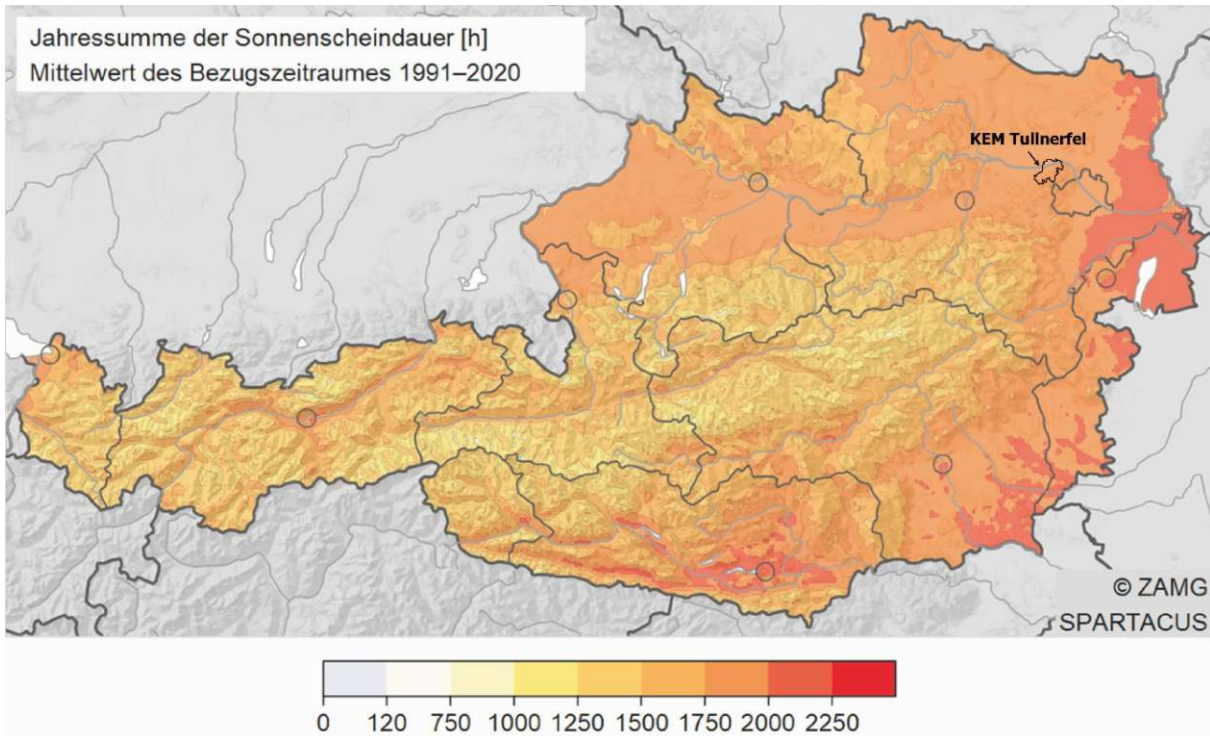 Jahressumme der Sonnenscheindauer [h]
Mittelwert des Bezugszeitraumes 1991–2020
KEM Tullnerfel
© ZAMG
SPARTACUS
0 120 750 1000 1250 1500 1750 2000 2250